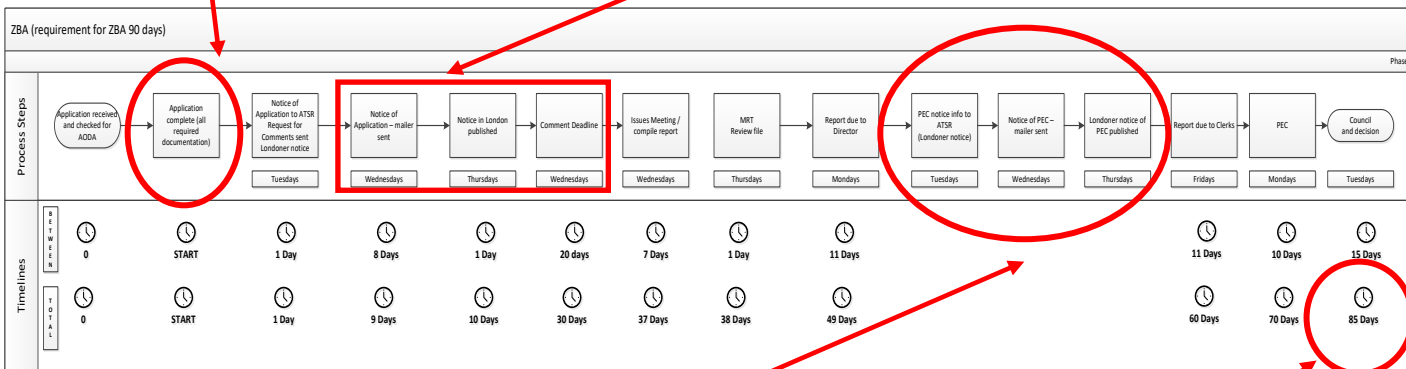 ZBA (requirement for ZBA 90 days)
Phase
Process Steps
Application received
and checked for
AODA
Application
complete (all
required
documentation)
Notice of
Application to ATSR
Request for
Comments sent
Londoner notice
Notice of
Application – mailer
sent
Notice in London
published
Comment Deadline
Issues Meeting /
compile report
MRT
Review file
Report due to
Director
PEC notice info to
ATSR
(Londoner notice)
Notice of PEC –
mailer sent
Londoner notice of
PEC published
Report due to Clerks
PEC
Council
and decision
Tuesdays
Wednesdays
Thursdays
Wednesdays
Wednesdays
Thursdays
Mondays
Tuesdays
Wednesdays
Thursdays
Fridays
Mondays
Tuesdays
Timelines
BETWEEN
0
START
1 Day
8 Days
1 Day
20 days
7 Days
1 Day
11 Days
11 Days
10 Days
15 Days
TOTAL
0
START
1 Day
9 Days
10 Days
30 Days
37 Days
38 Days
49 Days
60 Days
70 Days
85 Days